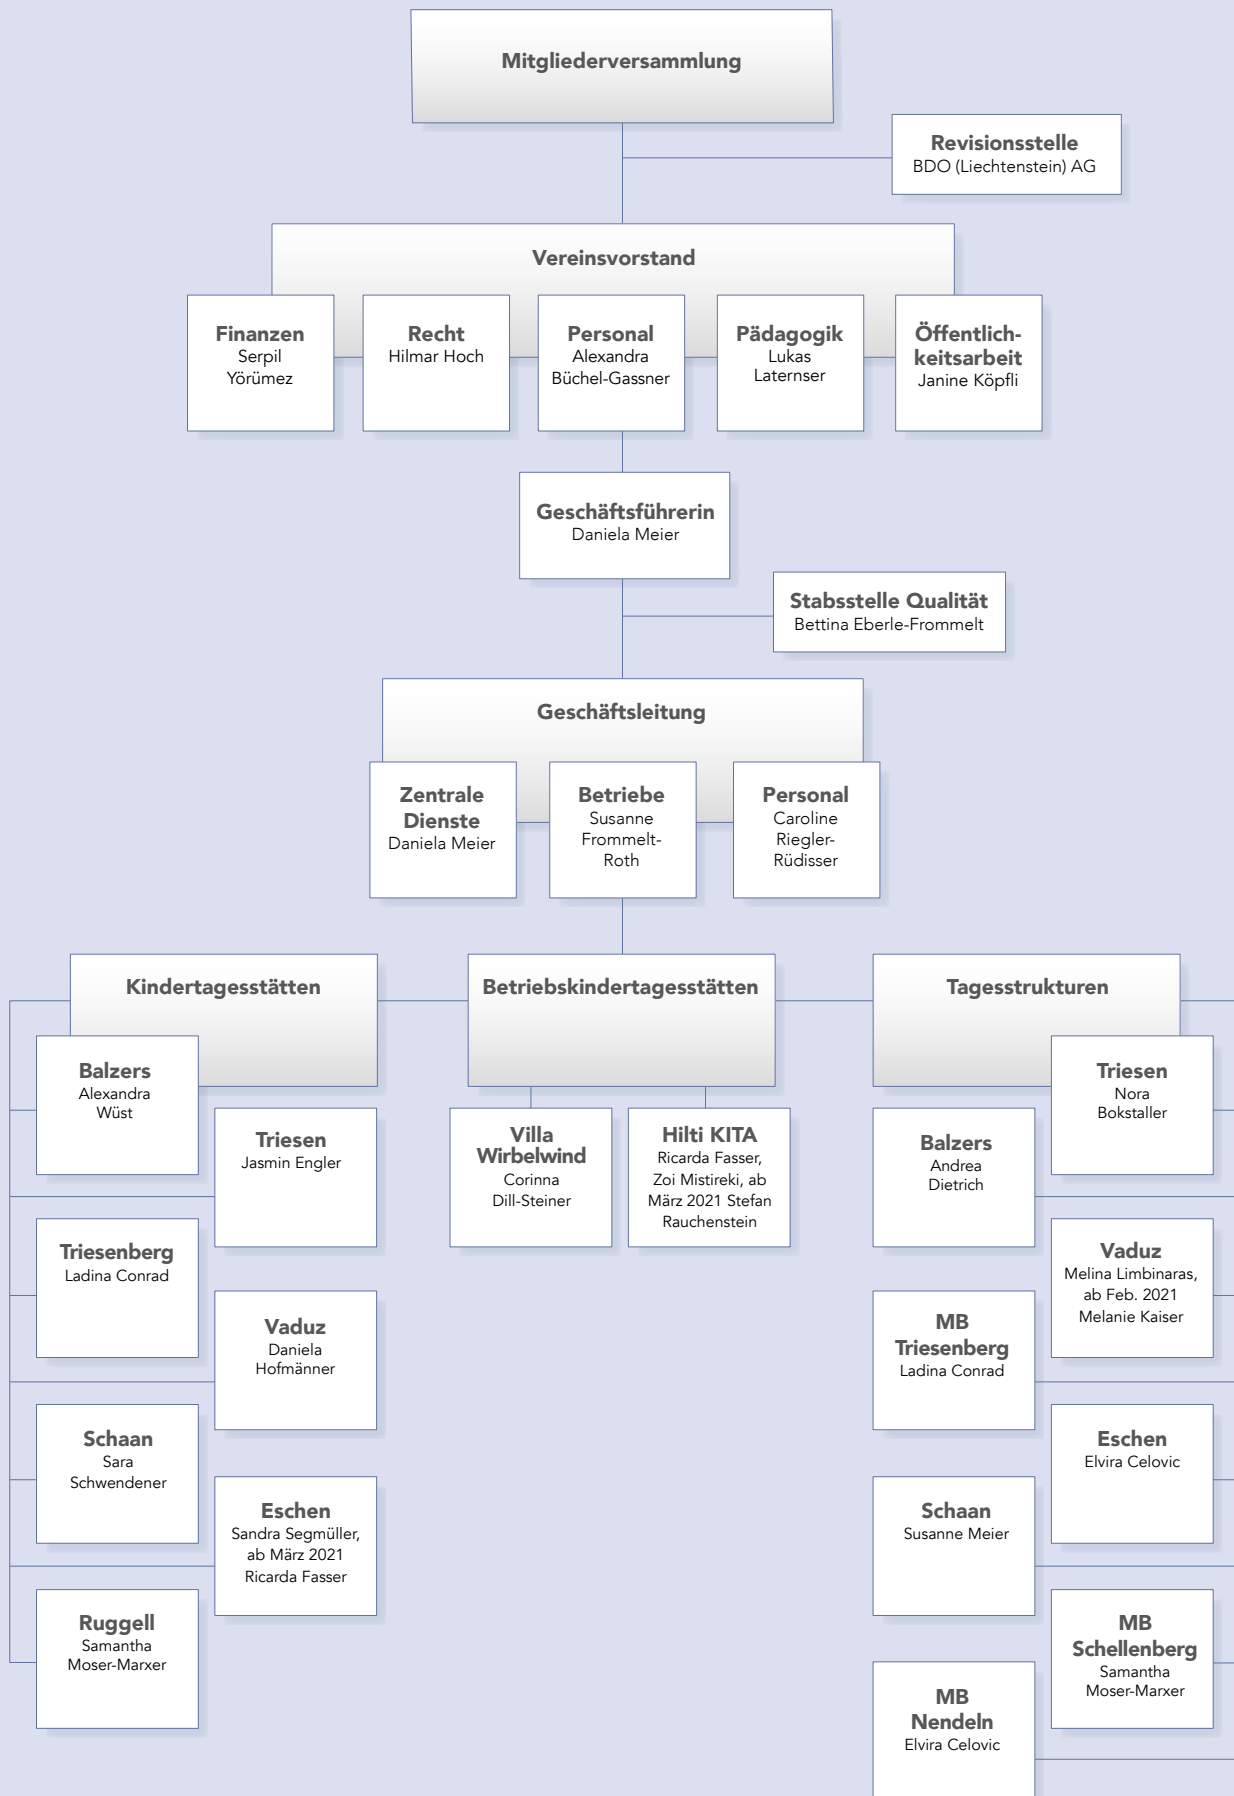 Mitgliederversammlung
Revisionsstelle
BDO (Liechtenstein) AG
Vereinsvorstand
Finanzen
Serpil
Yörümez
Recht
Hilmar Hoch
Personal
Alexandra
Büchel-Gassner
Pädagogik
Lukas
Laternser
Öffentlich-
keitsarbeit
Janine Köpfli
Geschäftsführerin
Daniela Meier
Stabsstelle Qualität
Bettina Eberle-Frommelt
Geschäftsleitung
Zentrale
Dienste
Daniela Meier
Betriebe
Susanne
Frommelt-
Roth
Personal
Caroline
Riegler-
Rüdisser
Kindertagesstätten
Balzers
Alexandra
Wüst
Triesen
Jasmin Engler
Triesenberg
Ladina Conrad
Vaduz
Daniela
Hofmänner
Schaan
Sara
Schwendener
Eschen
Sandra Segmüller,
ab März 2021
Ricarda Fasser
Ruggell
Samantha
Moser-Marxer
Betriebskindertagesstätten
Villa
Wirbelwind
Corinna
Dill-Steiner
Hilti KITA
Ricarda Fasser,
Zoi Mistireki, ab
März 2021 Stefan
Rauchenstein
Tagesstrukturen
Triesen
Nora
Bokstaller
Balzers
Andrea
Dietrich
Vaduz
Melina Limbinaras,
ab Feb. 2021
Melanie Kaiser
MB
Triesenberg
Ladina Conrad
Eschen
Elvira Celovic
Schaan
Susanne Meier
MB
Schellenberg
Samantha
Moser-Marxer
MB
Nendeln
Elvira Celovic